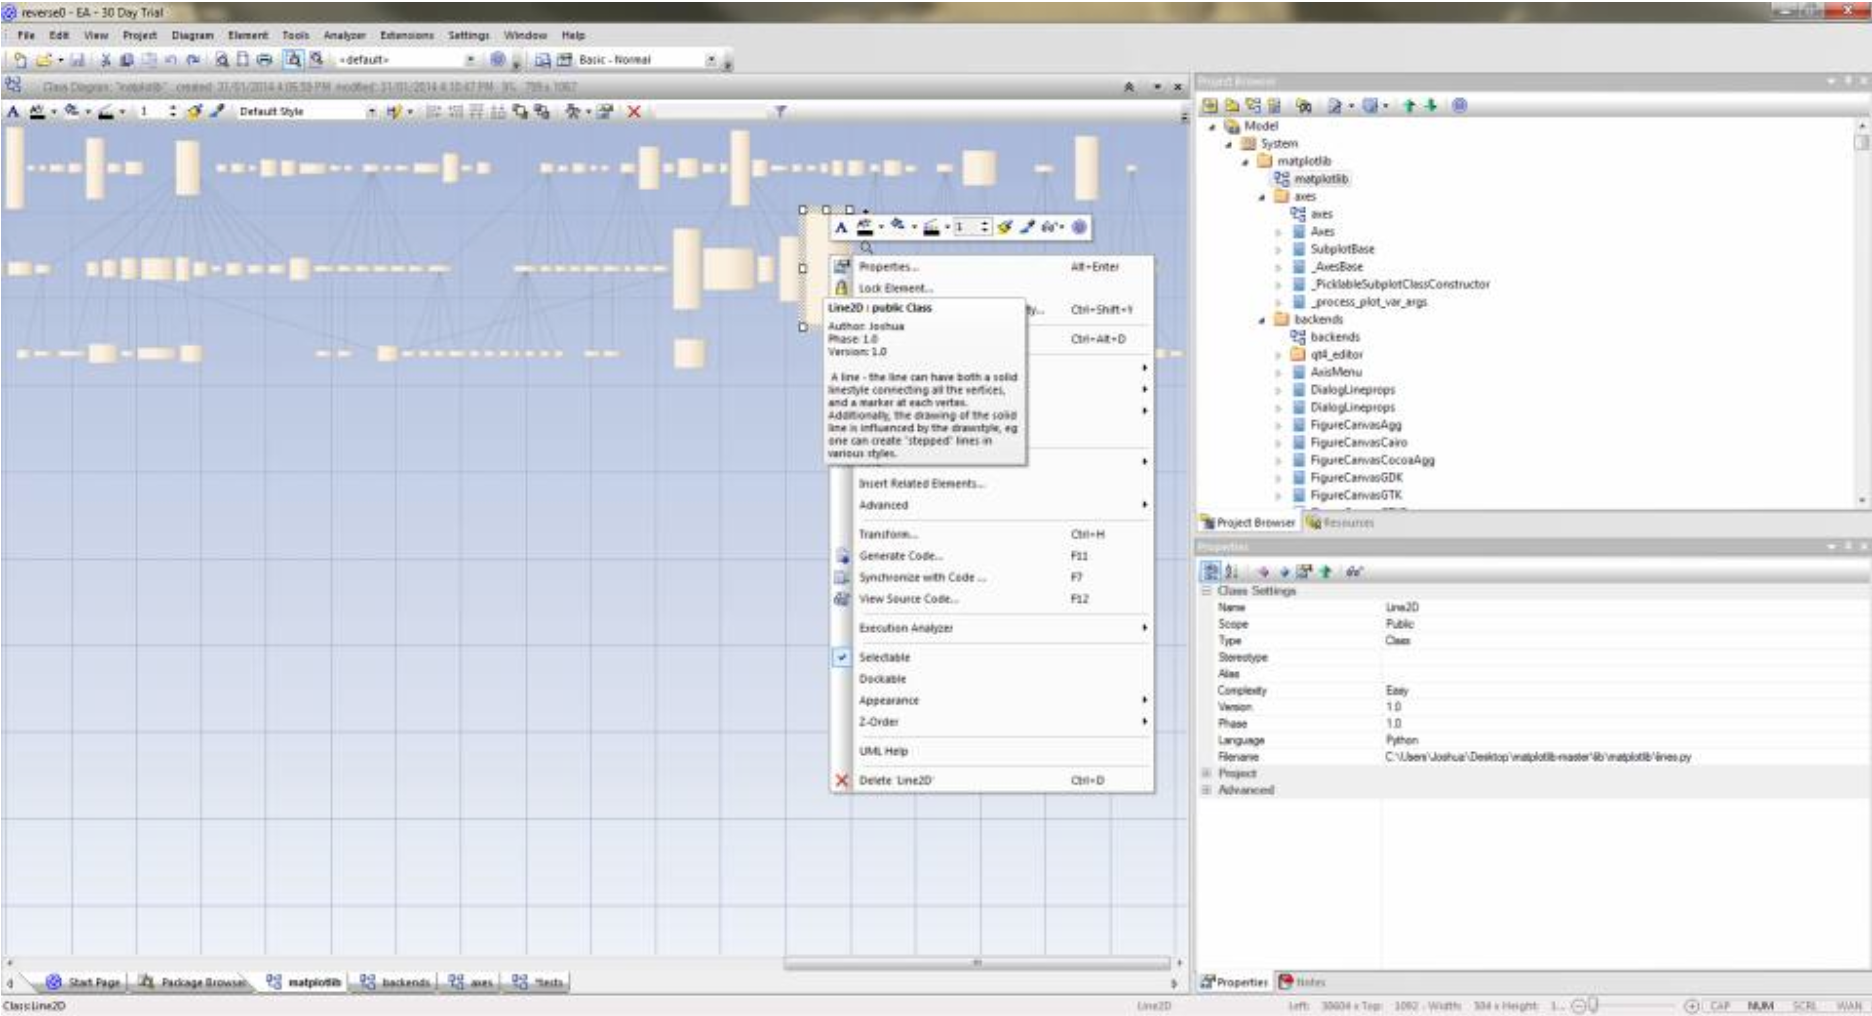 reverse0 - EA - 30 Day Trial
File Edit View Project Diagram Element Tools Analyzer Extensions Settings Window Help
<default> Basic - Normal
Class Diagram: "matplotlib" created: 31/01/2014 4:05:59 PM modified: 31/01/2014 4:10:47 PM 9% 799 x 1067
1 Default Style
Properties... Alt+Enter
Lock Element...
Ctrl+Shift+Y
Ctrl+Alt+D
Line2D : public Class
Author: Joshua
Phase: 1.0
Version: 1.0
A line - the line can have both a solid
linestyle connecting all the vertices,
and a marker at each vertex.
Additionally, the drawing of the solid
line is influenced by the drawstyle, eg
one can create "stepped" lines in
various styles.
Insert Related Elements...
Advanced
Transform... Ctrl+H
Generate Code... F11
Synchronize with Code ... F7
View Source Code... F12
Execution Analyzer
Selectable
Dockable
Appearance
Z-Order
UML Help
Delete 'Line2D' Ctrl+D
Project Browser
Model
System
matplotlib
matplotlib
axes
axes
Axes
SubplotBase
_AxesBase
_PicklableSubplotClassConstructor
_process_plot_var_args
backends
backends
qt4_editor
AxisMenu
DialogLineprops
DialogLineprops
FigureCanvasAgg
FigureCanvasCairo
FigureCanvasCocoaAgg
FigureCanvasGDK
FigureCanvasGTK
Project Browser Resources
Properties
Class Settings
Name Line2D
Scope Public
Type Class
Stereotype
Alias
Complexity Easy
Version 1.0
Phase 1.0
Language Python
Filename C:\Users\Joshua\Desktop\matplotlib-master\lib\matplotlib\lines.py
Project
Advanced
Start Page Package Browser matplotlib backends axes *tests
Properties Notes
Class:Line2D Line2D Left: 30604 x Top: 1092 - Width: 304 x Height: 1... CAP NUM SCRL WAN